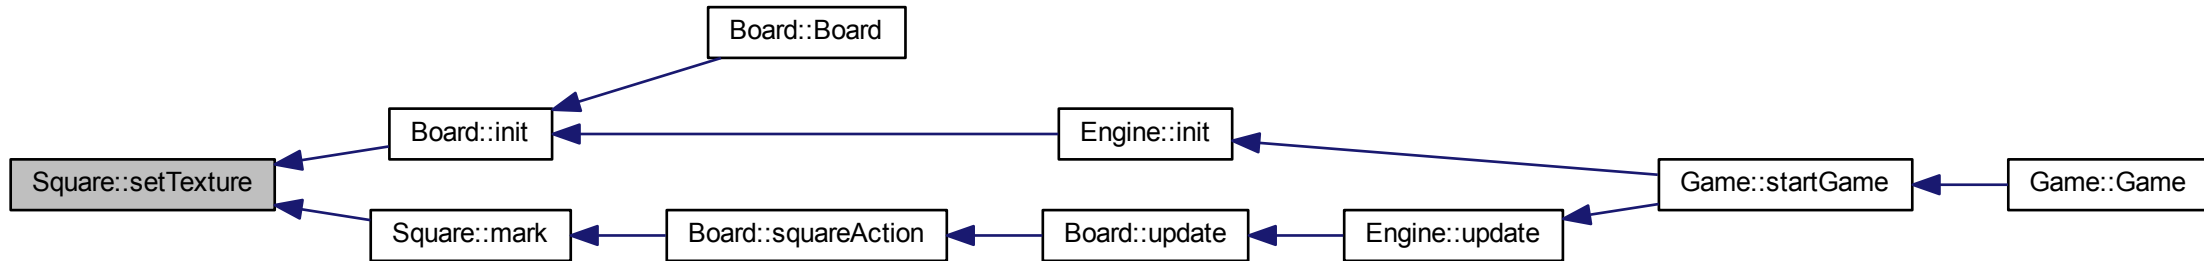 Board::Board
Board::init
Engine::init
Square::setTexture
Game::startGame
Game::Game
Square::mark
Board::squareAction
Board::update
Engine::update